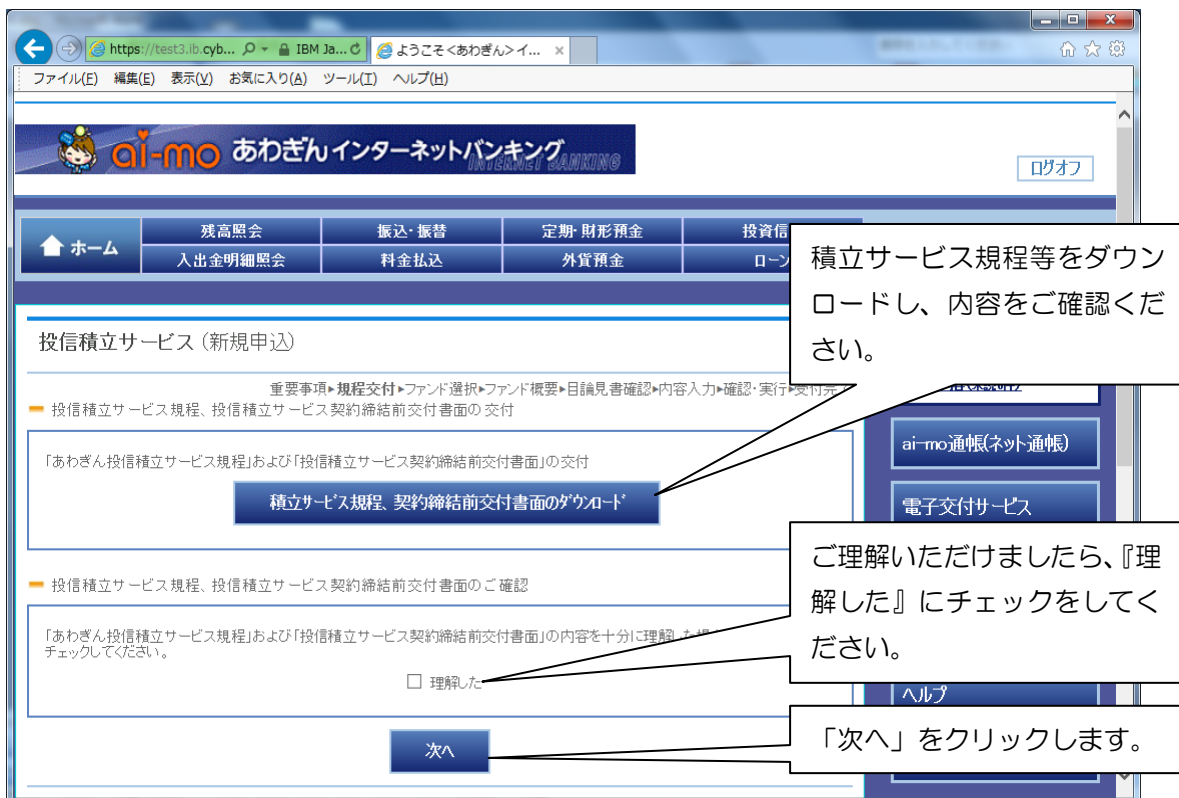 https://test3.ib.cyb... IBM Ja... ようこそ<あわぎん>イ...
ファイル(F) 編集(E) 表示(V) お気に入り(A) ツール(T) ヘルプ(H)
ai-mo あわぎんインターネットバンキング
INTERNET BANKING
ログオフ
ホーム
残高照会 振込・振替 定期・財形預金 投資信
入出金明細照会 料金払込 外貨預金 ローン
積立サービス規程等をダウン
ロードし、内容をご確認くだ
さい。
投信積立サービス(新規申込)
重要事項▶規程交付▶ファンド選択▶ファンド概要▶目論見書確認▶内容入力▶確認・実行▶受付完了
投信積立サービス規程、投信積立サービス契約締結前交付書面の交付
「あわぎん投信積立サービス規程」および「投信積立サービス契約締結前交付書面」の交付
積立サービス規程、契約締結前交付書面のダウンロード
ai-mo通帳(ネット通帳)
電子交付サービス
ご理解いただけましたら、『理
解した』にチェックをしてく
ださい。
投信積立サービス規程、投信積立サービス契約締結前交付書面のご確認
「あわぎん投信積立サービス規程」および「投信積立サービス契約締結前交付書面」の内容を十分に理解した場
チェックしてください。
理解した
ヘルプ
次へ
「次へ」をクリックします。